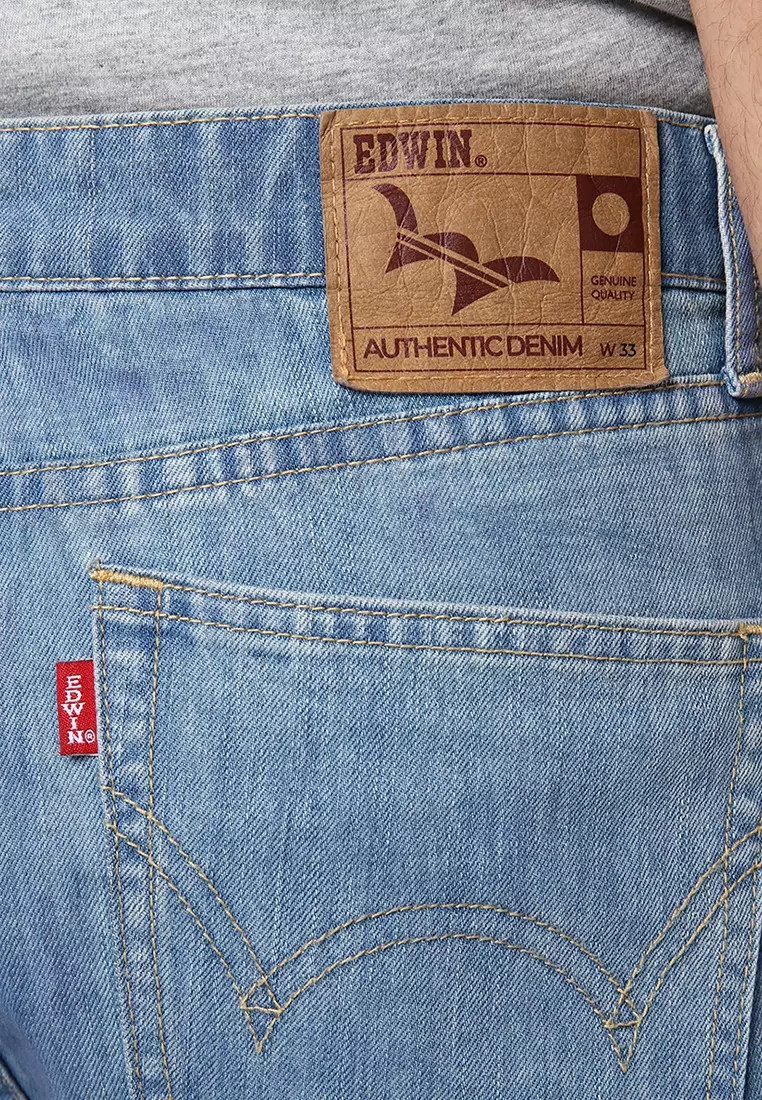 EDWIN®
GENUINE
QUALITY
AUTHENTIC DENIM W 33
EDWIN®